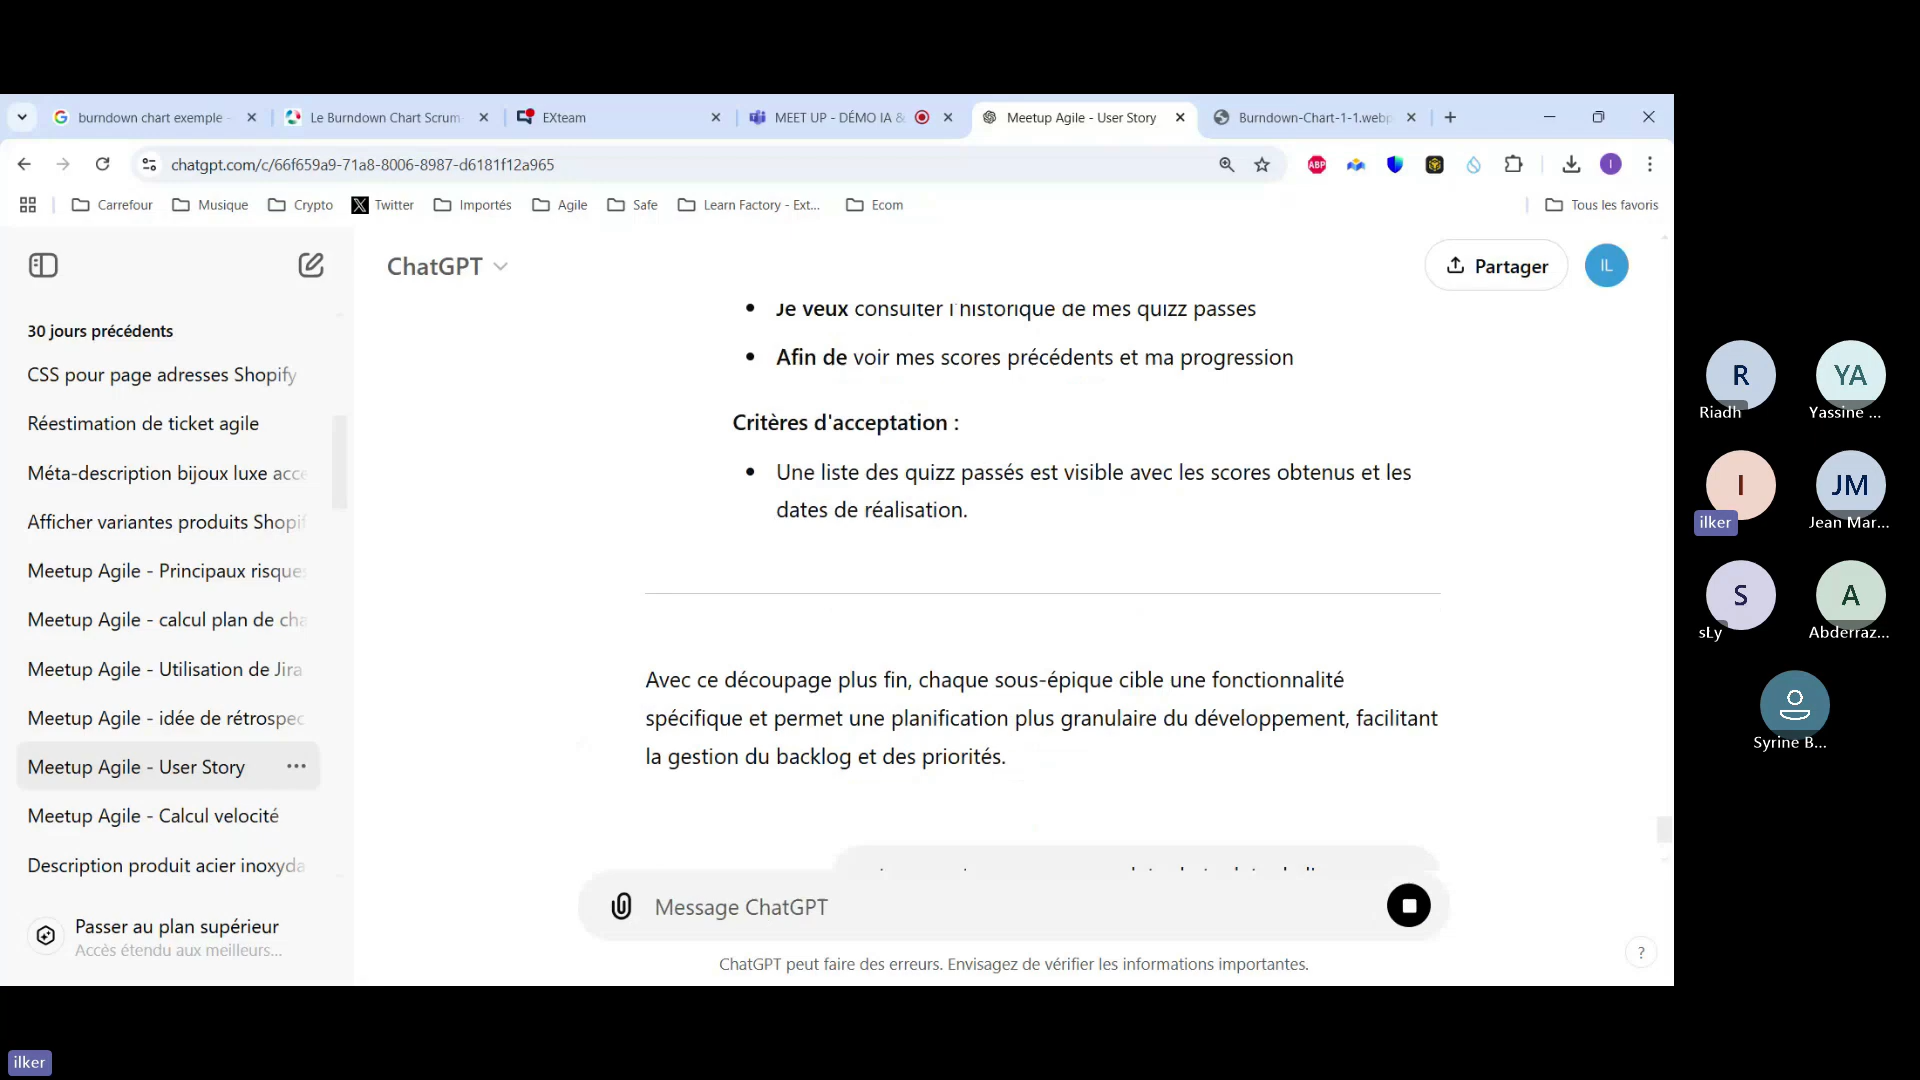 burndown chart exemple -
Le Burndown Chart Scrum
EXteam
MEET UP - DÉMO IA &
Meetup Agile - User Story
Burndown-Chart-1-1.webp
chatgpt.com/c/66f659a9-71a8-8006-8987-d6181f12a965
ABP
I
Carrefour
Musique
Crypto
Twitter
Importés
Agile
Safe
Learn Factory - Ext...
Ecom
Tous les favoris
ChatGPT
Partager
IL
30 jours précédents
CSS pour page adresses Shopify
Réestimation de ticket agile
Méta-description bijoux luxe acce
Afficher variantes produits Shopif
Meetup Agile - Principaux risques
Meetup Agile - calcul plan de cha
Meetup Agile - Utilisation de Jira
Meetup Agile - idée de rétrospec
Meetup Agile - User Story
Meetup Agile - Calcul velocité
Description produit acier inoxyda
Passer au plan supérieur
Accès étendu aux meilleurs...
Je veux consulter l'historique de mes quizz passés
Afin de voir mes scores précédents et ma progression
Critères d'acceptation :
Une liste des quizz passés est visible avec les scores obtenus et les
dates de réalisation.
Avec ce découpage plus fin, chaque sous-épique cible une fonctionnalité
spécifique et permet une planification plus granulaire du développement, facilitant
la gestion du backlog et des priorités.
Message ChatGPT
ChatGPT peut faire des erreurs. Envisagez de vérifier les informations importantes.
?
R
Riadh
YA
Yassine ...
I
ilker
JM
Jean Mar...
S
sLy
A
Abderraz...
Syrine B...
ilker